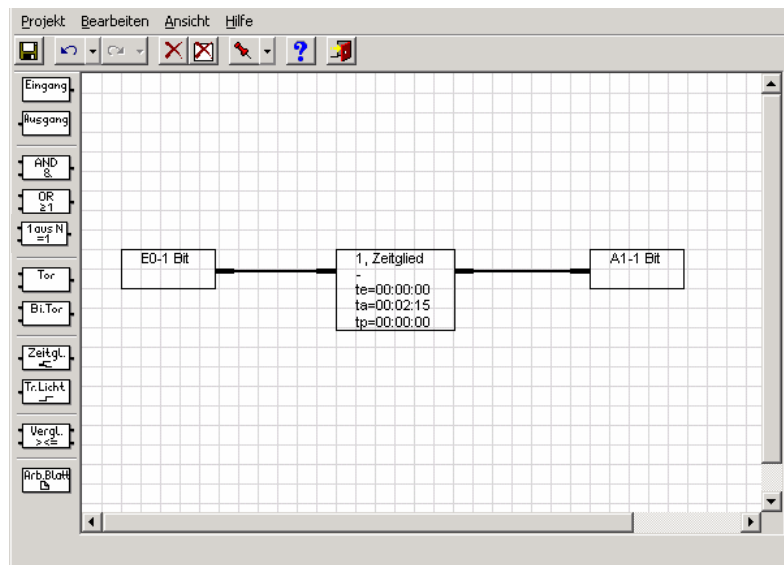 Projekt Bearbeiten Ansicht Hilfe
?
Eingang
Ausgang
AND
&
OR
≥1
1 aus N
=1
Tor
Bi.Tor
Zeitgl.
Tr.Licht
Vergl.
><=
Arb.Blatt
E0-1 Bit
1, Zeitglied
-
te=00:00:00
ta=00:02:15
tp=00:00:00
A1-1 Bit